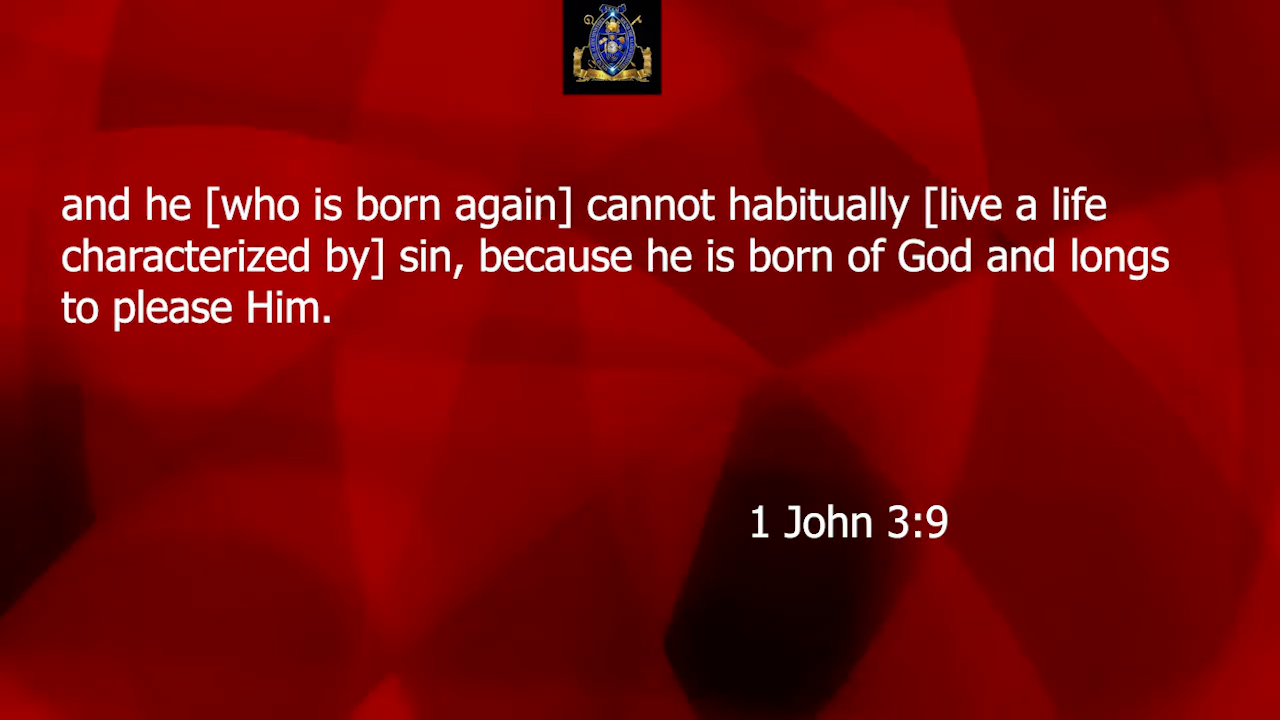 and he [who is born again] cannot habitually [live a life
characterized by] sin, because he is born of God and longs
to please Him.
1 John 3:9